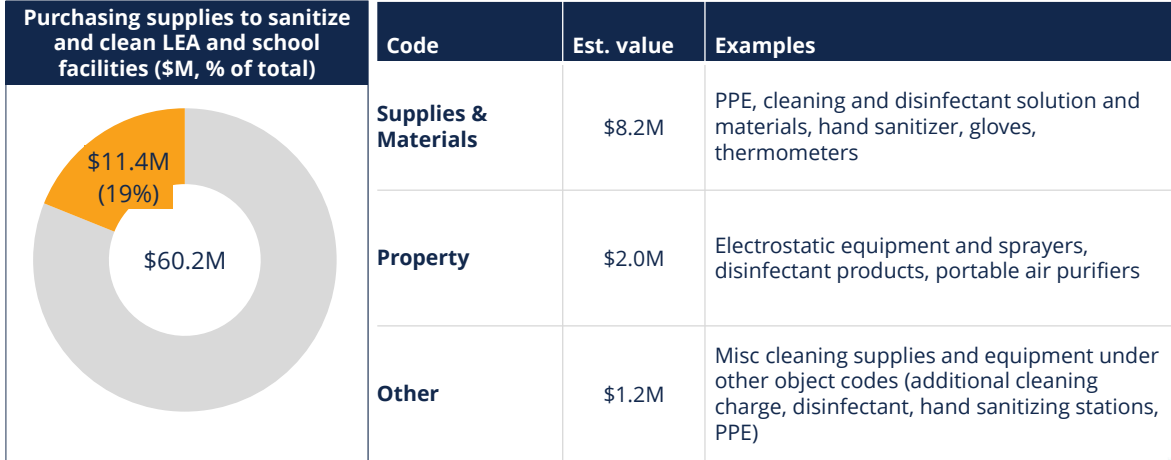 Purchasing supplies to sanitize
and clean LEA and school
facilities ($M, % of total)
$11.4M
(19%)
$60.2M
Code
Est. value
Examples
Supplies &
Materials
$8.2M
PPE, cleaning and disinfectant solution and
materials, hand sanitizer, gloves,
thermometers
Property
$2.0M
Electrostatic equipment and sprayers,
disinfectant products, portable air purifiers
Other
$1.2M
Misc cleaning supplies and equipment under
other object codes (additional cleaning
charge, disinfectant, hand sanitizing stations,
PPE)